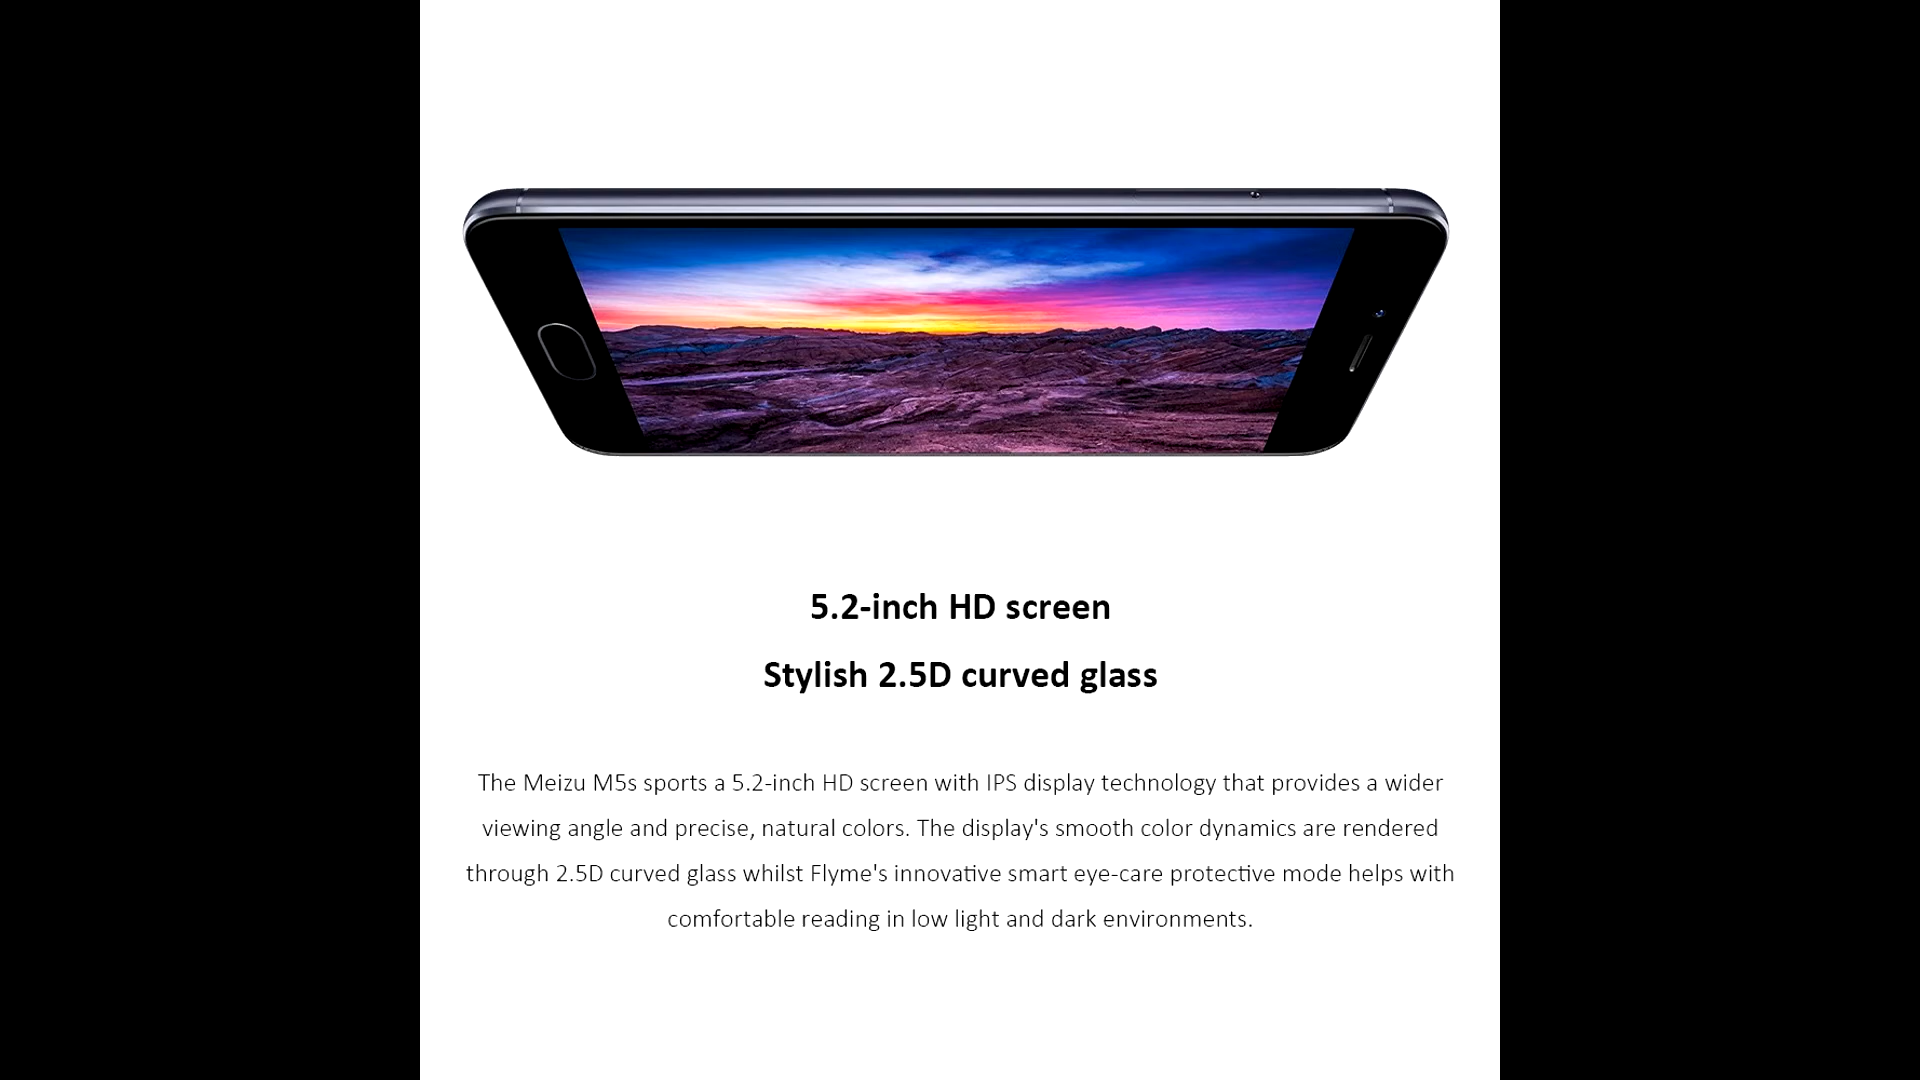 5.2-inch HD screen
Stylish 2.5D curved glass
The Meizu M5s sports a 5.2-inch HD screen with IPS display technology that provides a wider
viewing angle and precise, natural colors. The display's smooth color dynamics are rendered
through 2.5D curved glass whilst Flyme's innovative smart eye-care protective mode helps with
comfortable reading in low light and dark environments.